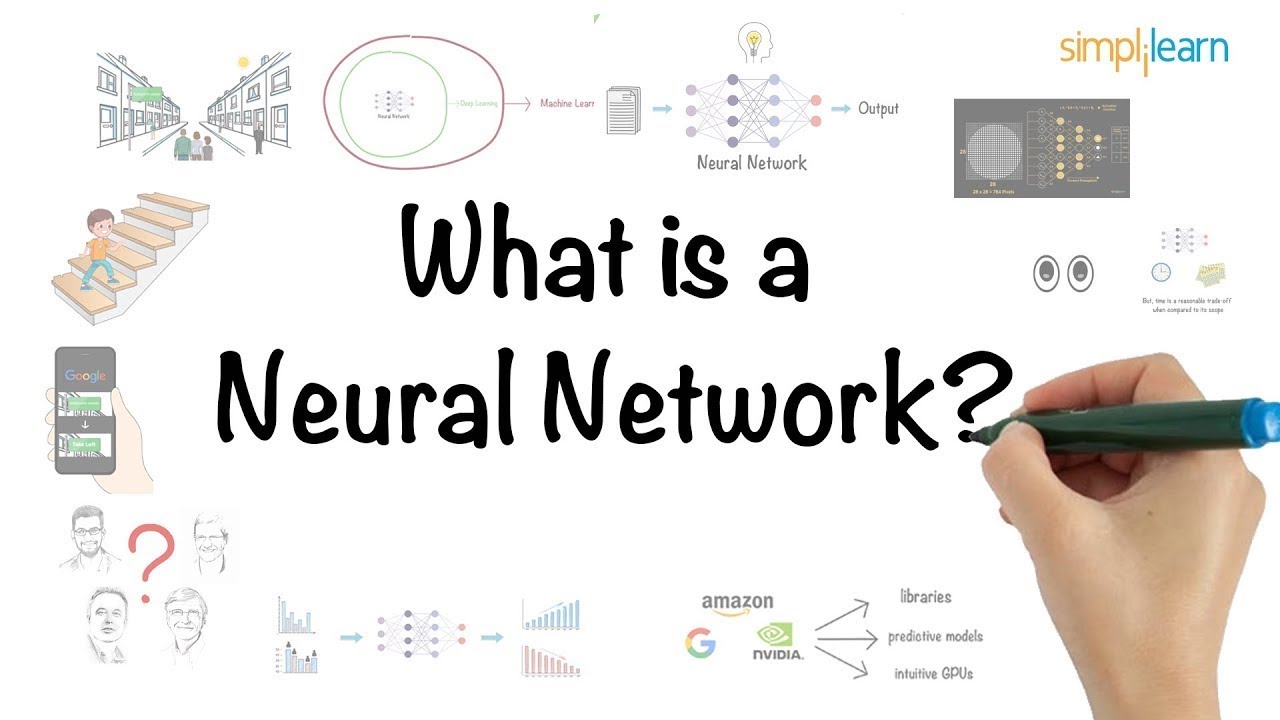 simplilearn
Deep Learning
Machine Lear
Neural Network
Output
Neural Network
28
28
28 x 28 = 784 Pixels
What is a
Neural Network?
But, time is a reasonable trade-off
when compared to its scope
Google
Take Left
amazon
G
NVIDIA.
libraries
predictive models
intuitive GPUs